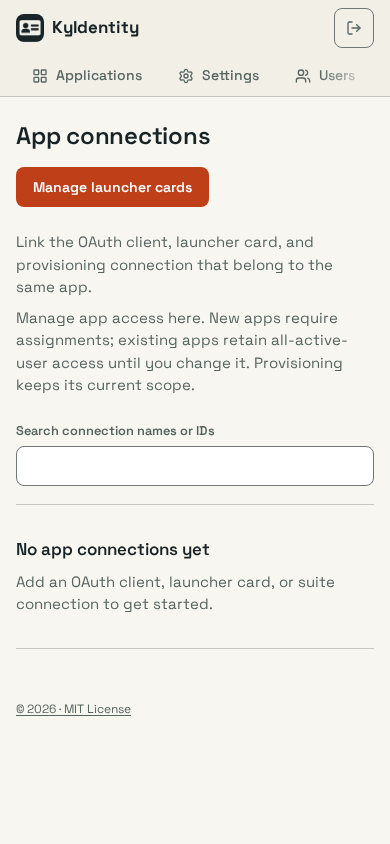 KyIdentity
Applications
Settings
Users
App connections
Manage launcher cards
Link the OAuth client, launcher card, and
provisioning connection that belong to the
same app.
Manage app access here. New apps require
assignments; existing apps retain all-active-
user access until you change it. Provisioning
keeps its current scope.
Search connection names or IDs
No app connections yet
Add an OAuth client, launcher card, or suite
connection to get started.
© 2026 · MIT License